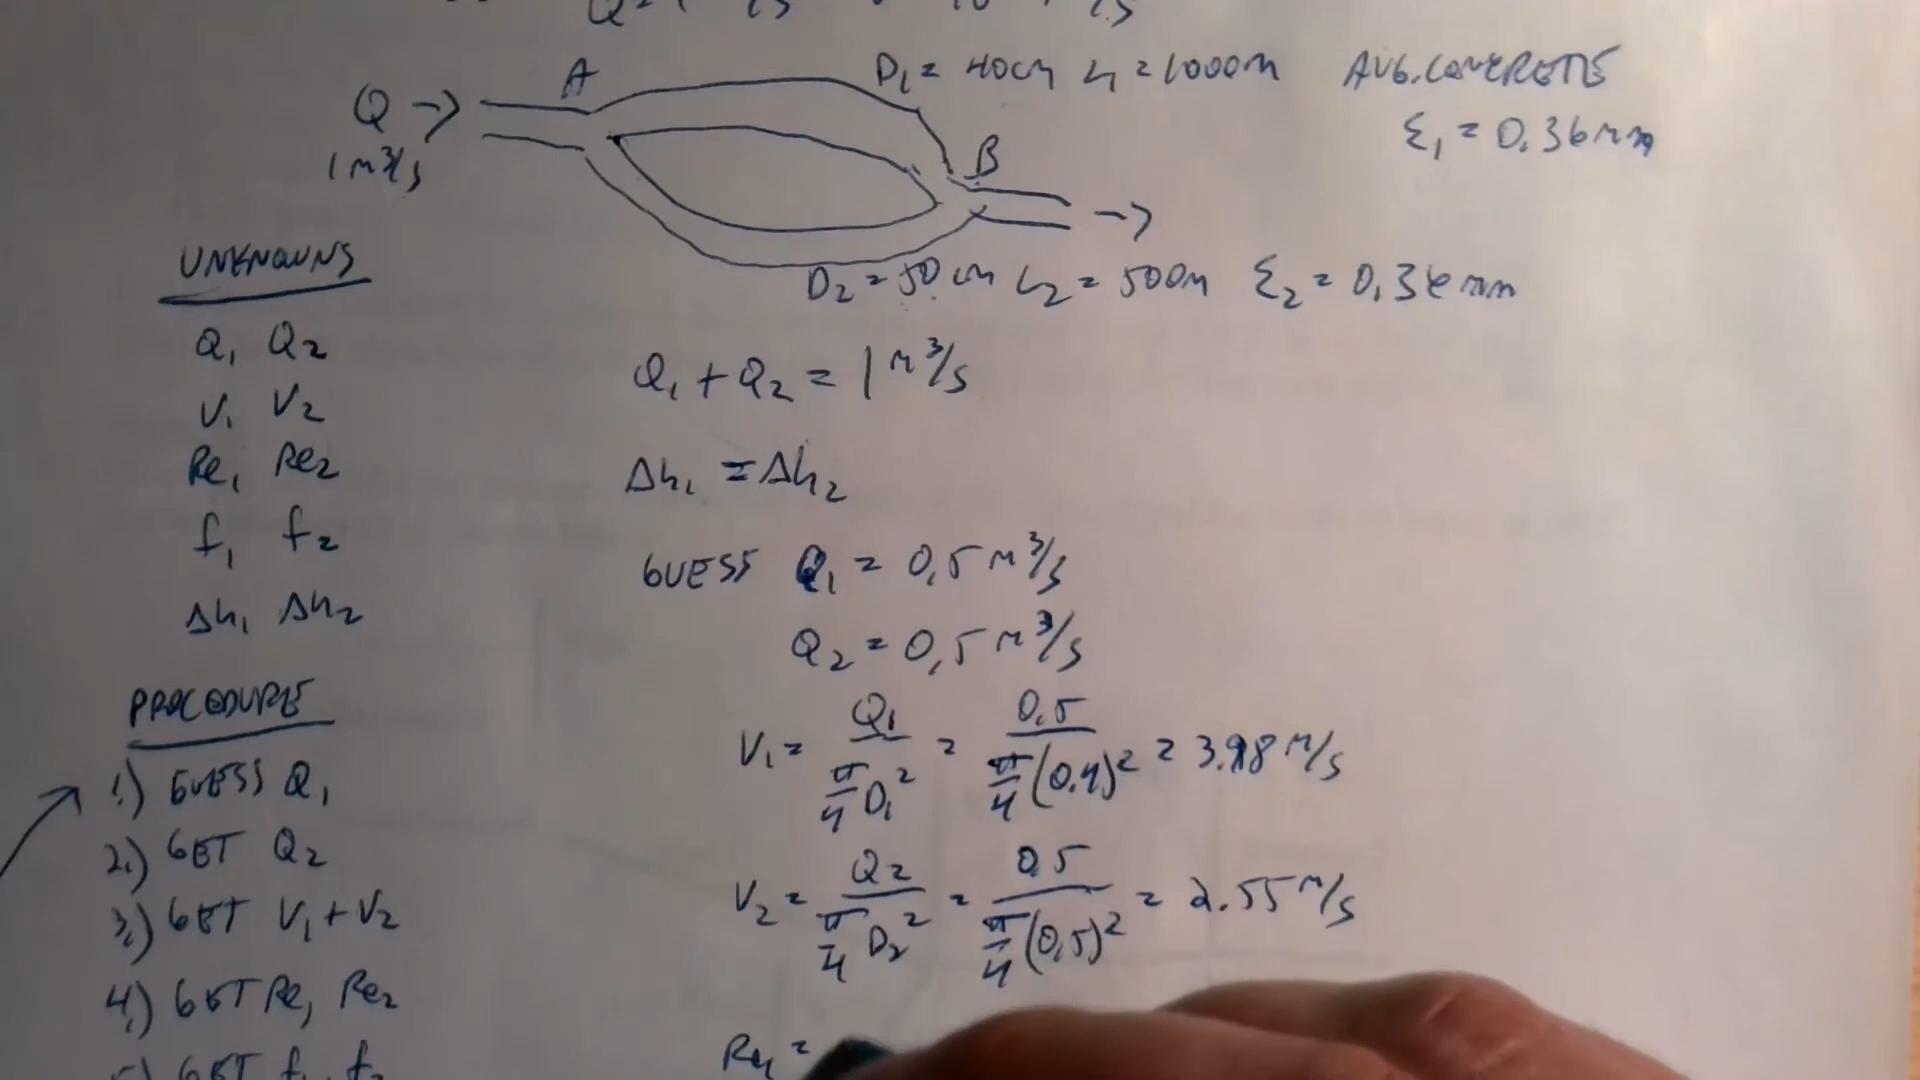 A D₁ = 40cm L₁ = 1000m AVG. CONCRETE
Q → ε₁ = 0,36mm
1m³/s B
→
D₂ = 50cm L₂ = 500m ε₂ = 0,36mm
UNKNOWNS
Q₁ Q₂
V₁ V₂
Re₁ Re₂
f₁ f₂
Δh₁ Δh₂
PROCEDURE
1.) GUESS Q₁
2.) GET Q₂
3.) GET V₁ + V₂
4.) GET Re₁ Re₂
5.) GET f₁, f₂
Q₁ + Q₂ = 1 m³/s
Δh₁ = Δh₂
GUESS Q₁ = 0,5 m³/s
Q₂ = 0,5 m³/s
V₁ = Q₁ / (π/4 D₁²) = 0.5 / (π/4 (0.4)²) = 3.98 m/s
V₂ = Q₂ / (π/4 D₂²) = 0.5 / (π/4 (0,5)²) = 2.55 m/s
Re₁ =